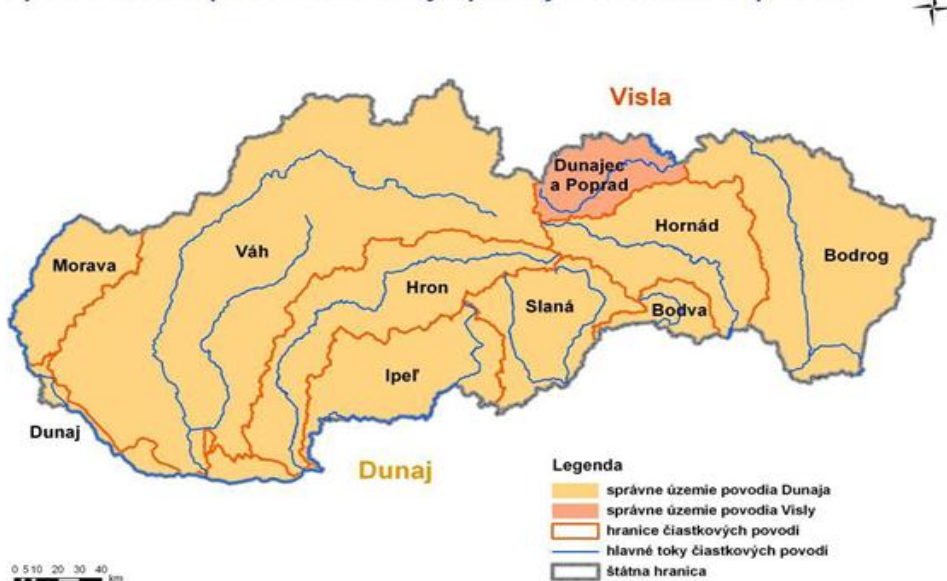 Visla
Dunajec
a Poprad
Hornád
Váh
Morava
Bodrog
Hron
Slaná
Bodva
Ipeľ
Dunaj
Dunaj
Legenda
správne územie povodia Dunaja
správne územie povodia Visly
hranice čiastkových povodí
hlavné toky čiastkových povodí
štátna hranica
0 5 10 20 30 40
km